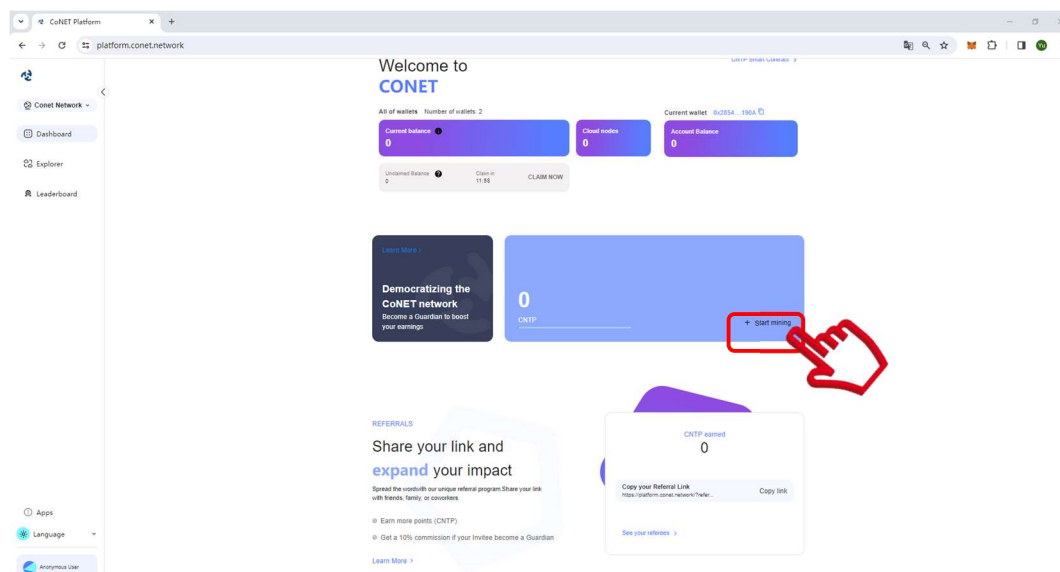 CoNET Platform
platform.conet.network
Yu
Conet Network
Dashboard
Explorer
Leaderboard
Apps
Language
Anonymous User
Welcome to
CONET
CNTP Smart Contract >
All of wallets Number of wallets: 2
Current wallet 0x2854...198A
Current balance
0
Cloud nodes
0
Account Balance
0
Unclaimed Balance
0
Claim in
CLAIM NOW
Learn More >
Democratizing the
CoNET network
Become a Guardian to boost
your earnings
0
CNTP
+ Start mining
REFERRALS
Share your link and
expand your impact
Spread the wordwith our unique referral program.Share your link
with friends, family, or coworkers.
Earn more points (CNTP)
Get a 10% commission if your Invitee become a Guardian
Learn More >
CNTP earned
0
Copy your Referral Link
https://platform.conet.network/?refer...
Copy link
See your referees >